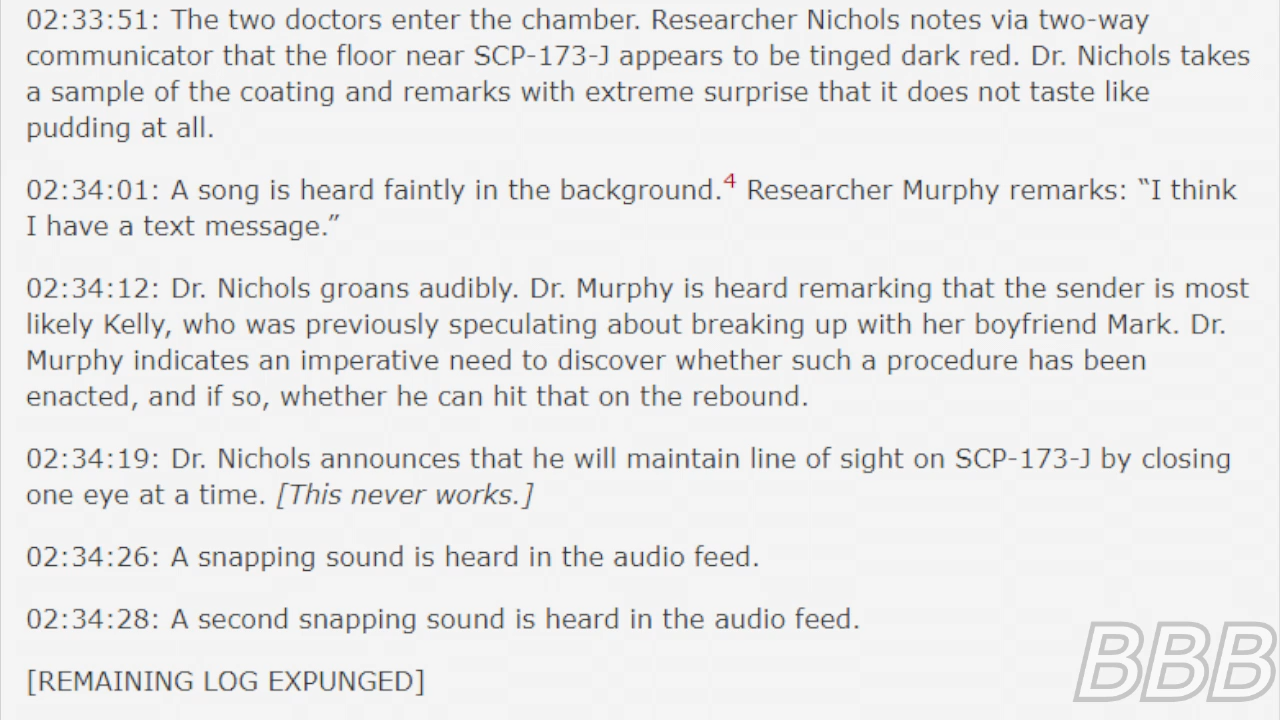 02:33:51: The two doctors enter the chamber. Researcher Nichols notes via two-way
communicator that the floor near SCP-173-J appears to be tinged dark red. Dr. Nichols takes
a sample of the coating and remarks with extreme surprise that it does not taste like
pudding at all.
02:34:01: A song is heard faintly in the background.4 Researcher Murphy remarks: “I think
I have a text message.”
02:34:12: Dr. Nichols groans audibly. Dr. Murphy is heard remarking that the sender is most
likely Kelly, who was previously speculating about breaking up with her boyfriend Mark. Dr.
Murphy indicates an imperative need to discover whether such a procedure has been
enacted, and if so, whether he can hit that on the rebound.
02:34:19: Dr. Nichols announces that he will maintain line of sight on SCP-173-J by closing
one eye at a time. [This never works.]
02:34:26: A snapping sound is heard in the audio feed.
02:34:28: A second snapping sound is heard in the audio feed.
[REMAINING LOG EXPUNGED]
BBB